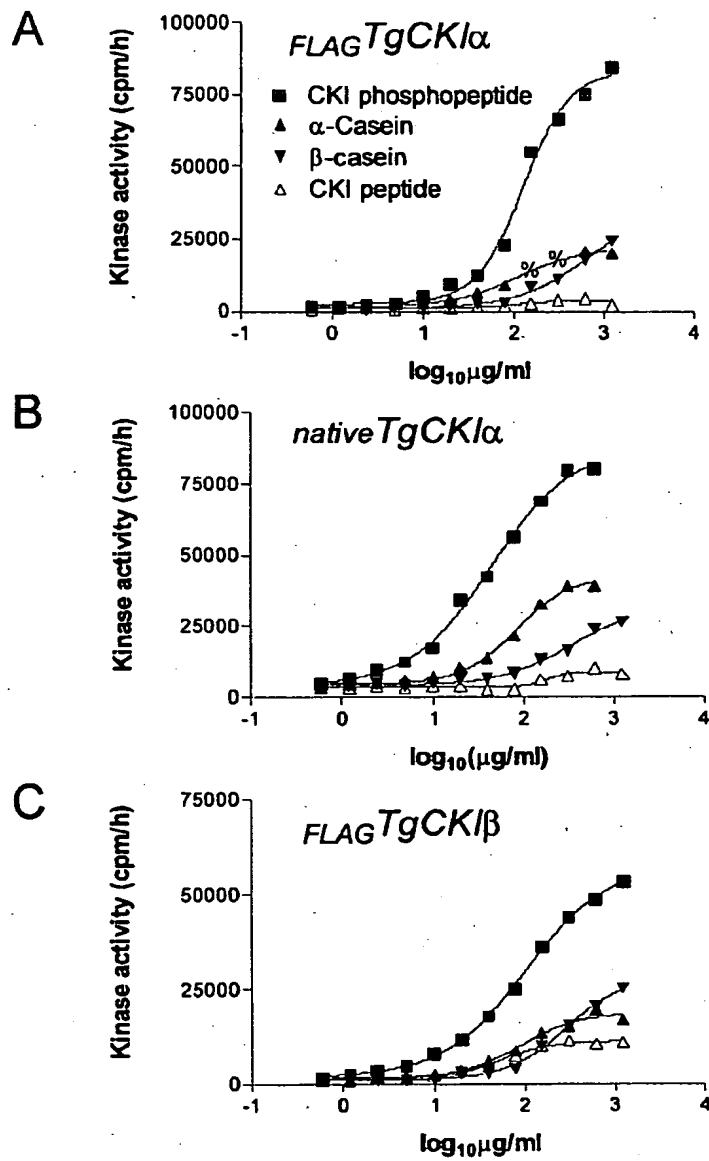 A
FLAGTgCKIα
Kinase activity (cpm/h)
100000
75000
50000
25000
0
CKI phosphopeptide
α-Casein
β-casein
CKI peptide
% %
-1 0 1 2 3 4
log10μg/ml
B
nativeTgCKIα
Kinase activity (cpm/h)
100000
75000
50000
25000
0
-1 0 1 2 3 4
log10(μg/ml)
C
FLAGTgCKIβ
Kinase activity (cpm/h)
75000
50000
25000
0
-1 0 1 2 3 4
log10μg/ml